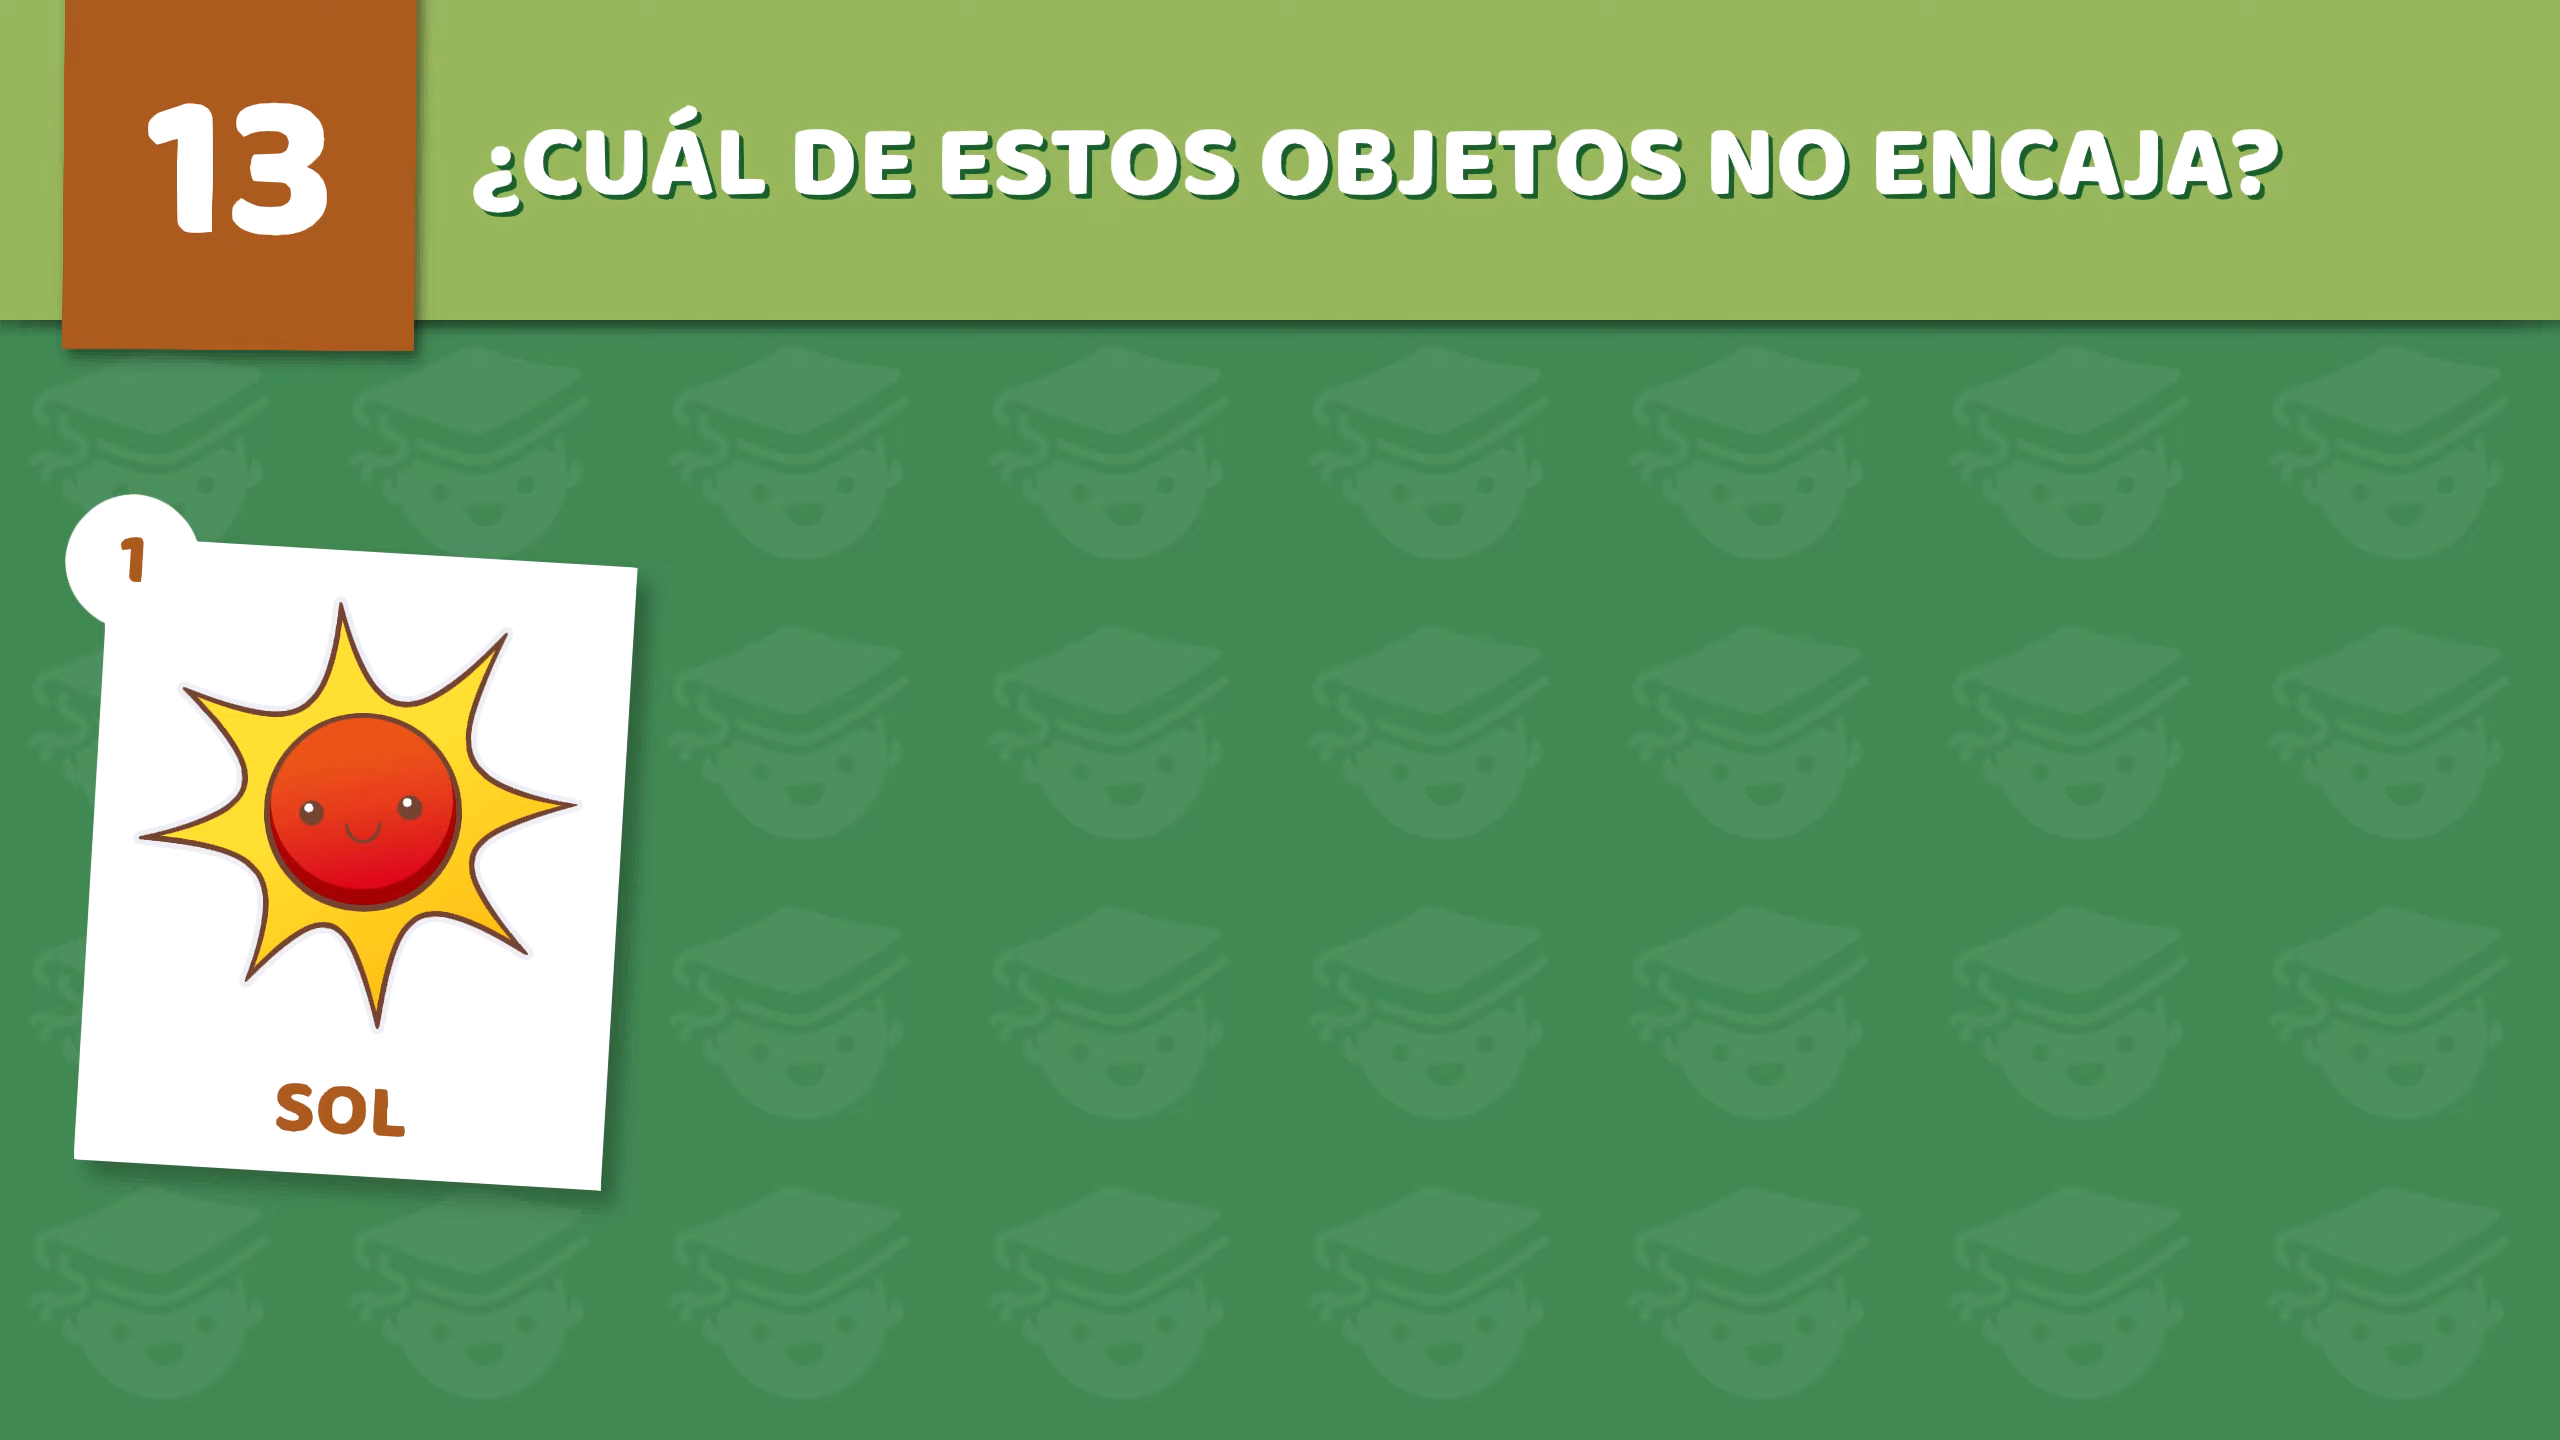 13
¿CUÁL DE ESTOS OBJETOS NO ENCAJA?
1
SOL